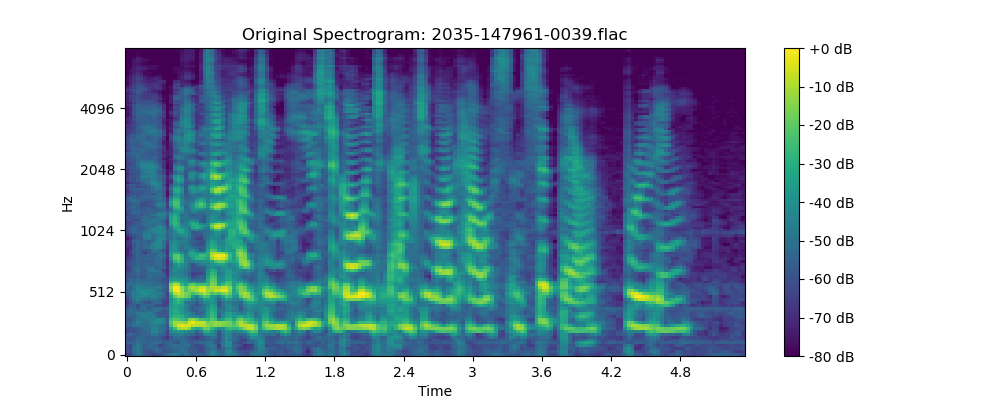 Original Spectrogram: 2035-147961-0039.flac
Hz
4096
2048
1024
512
0
0 0.6 1.2 1.8 2.4 3 3.6 4.2 4.8
Time
+0 dB
-10 dB
-20 dB
-30 dB
-40 dB
-50 dB
-60 dB
-70 dB
-80 dB